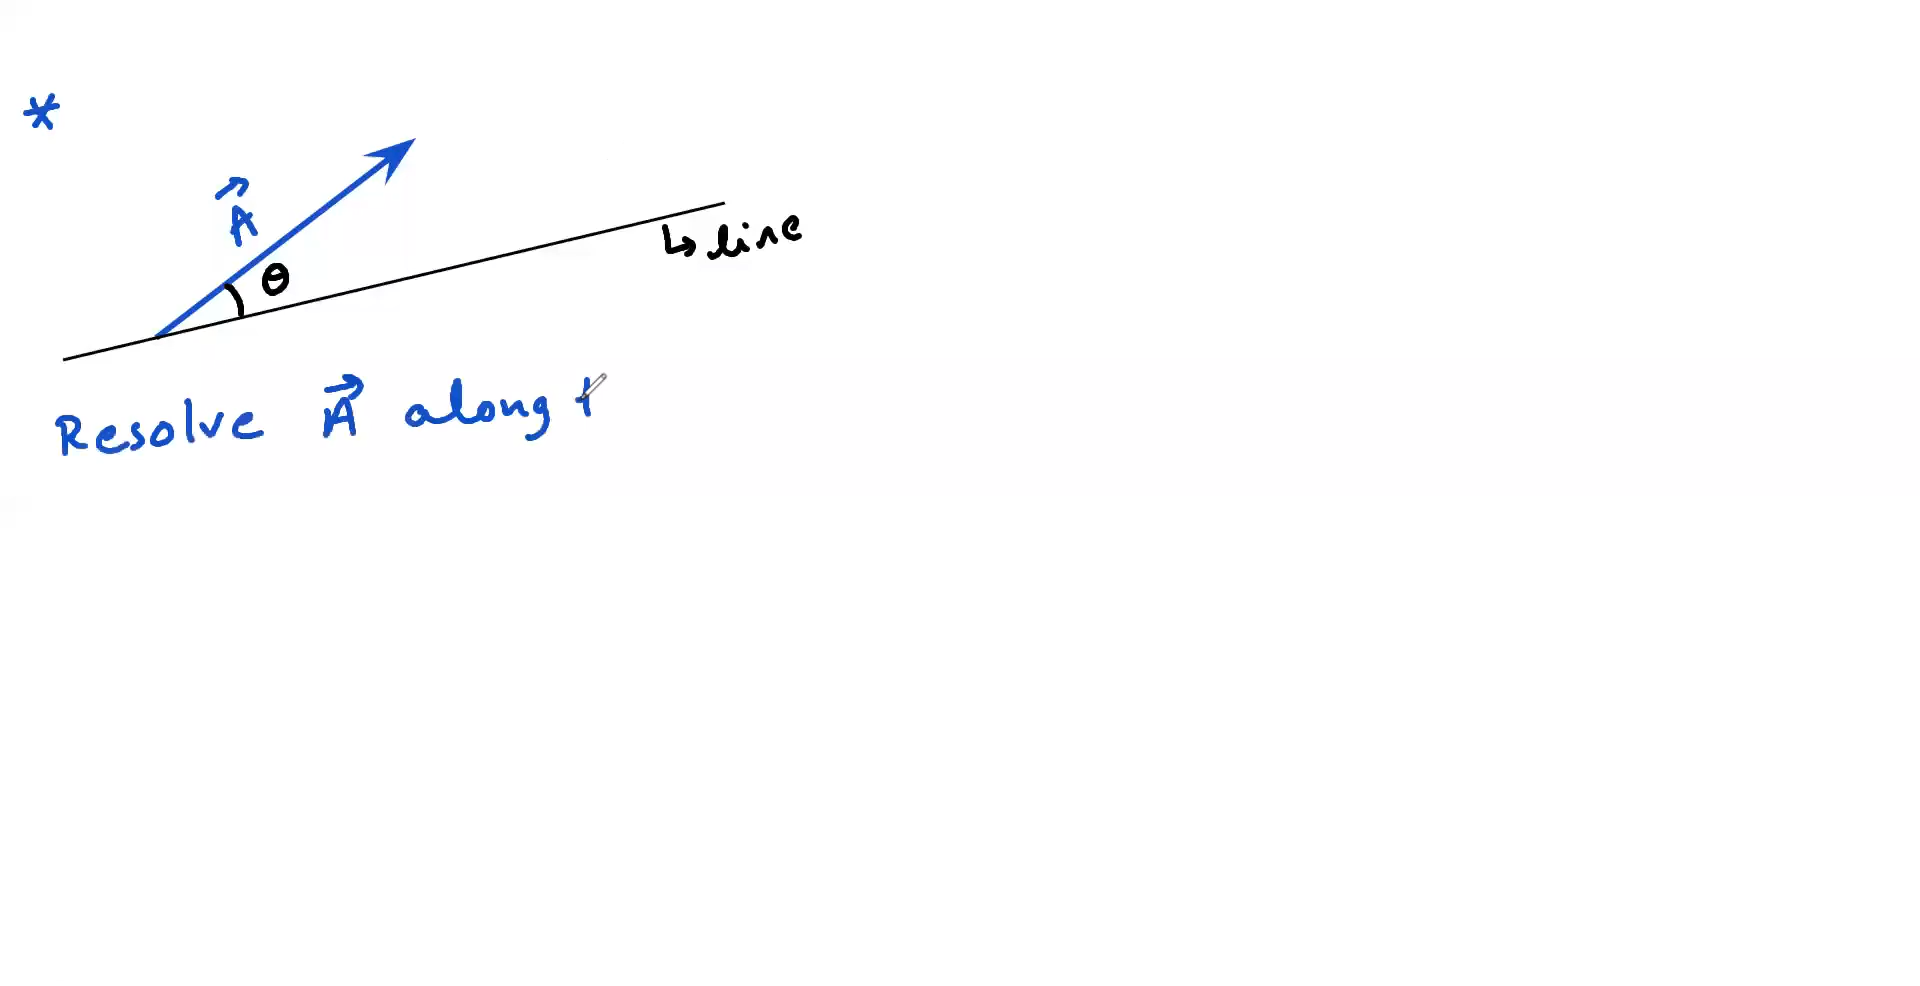 *
A⃗
θ
↳ line
Resolve A⃗ along t